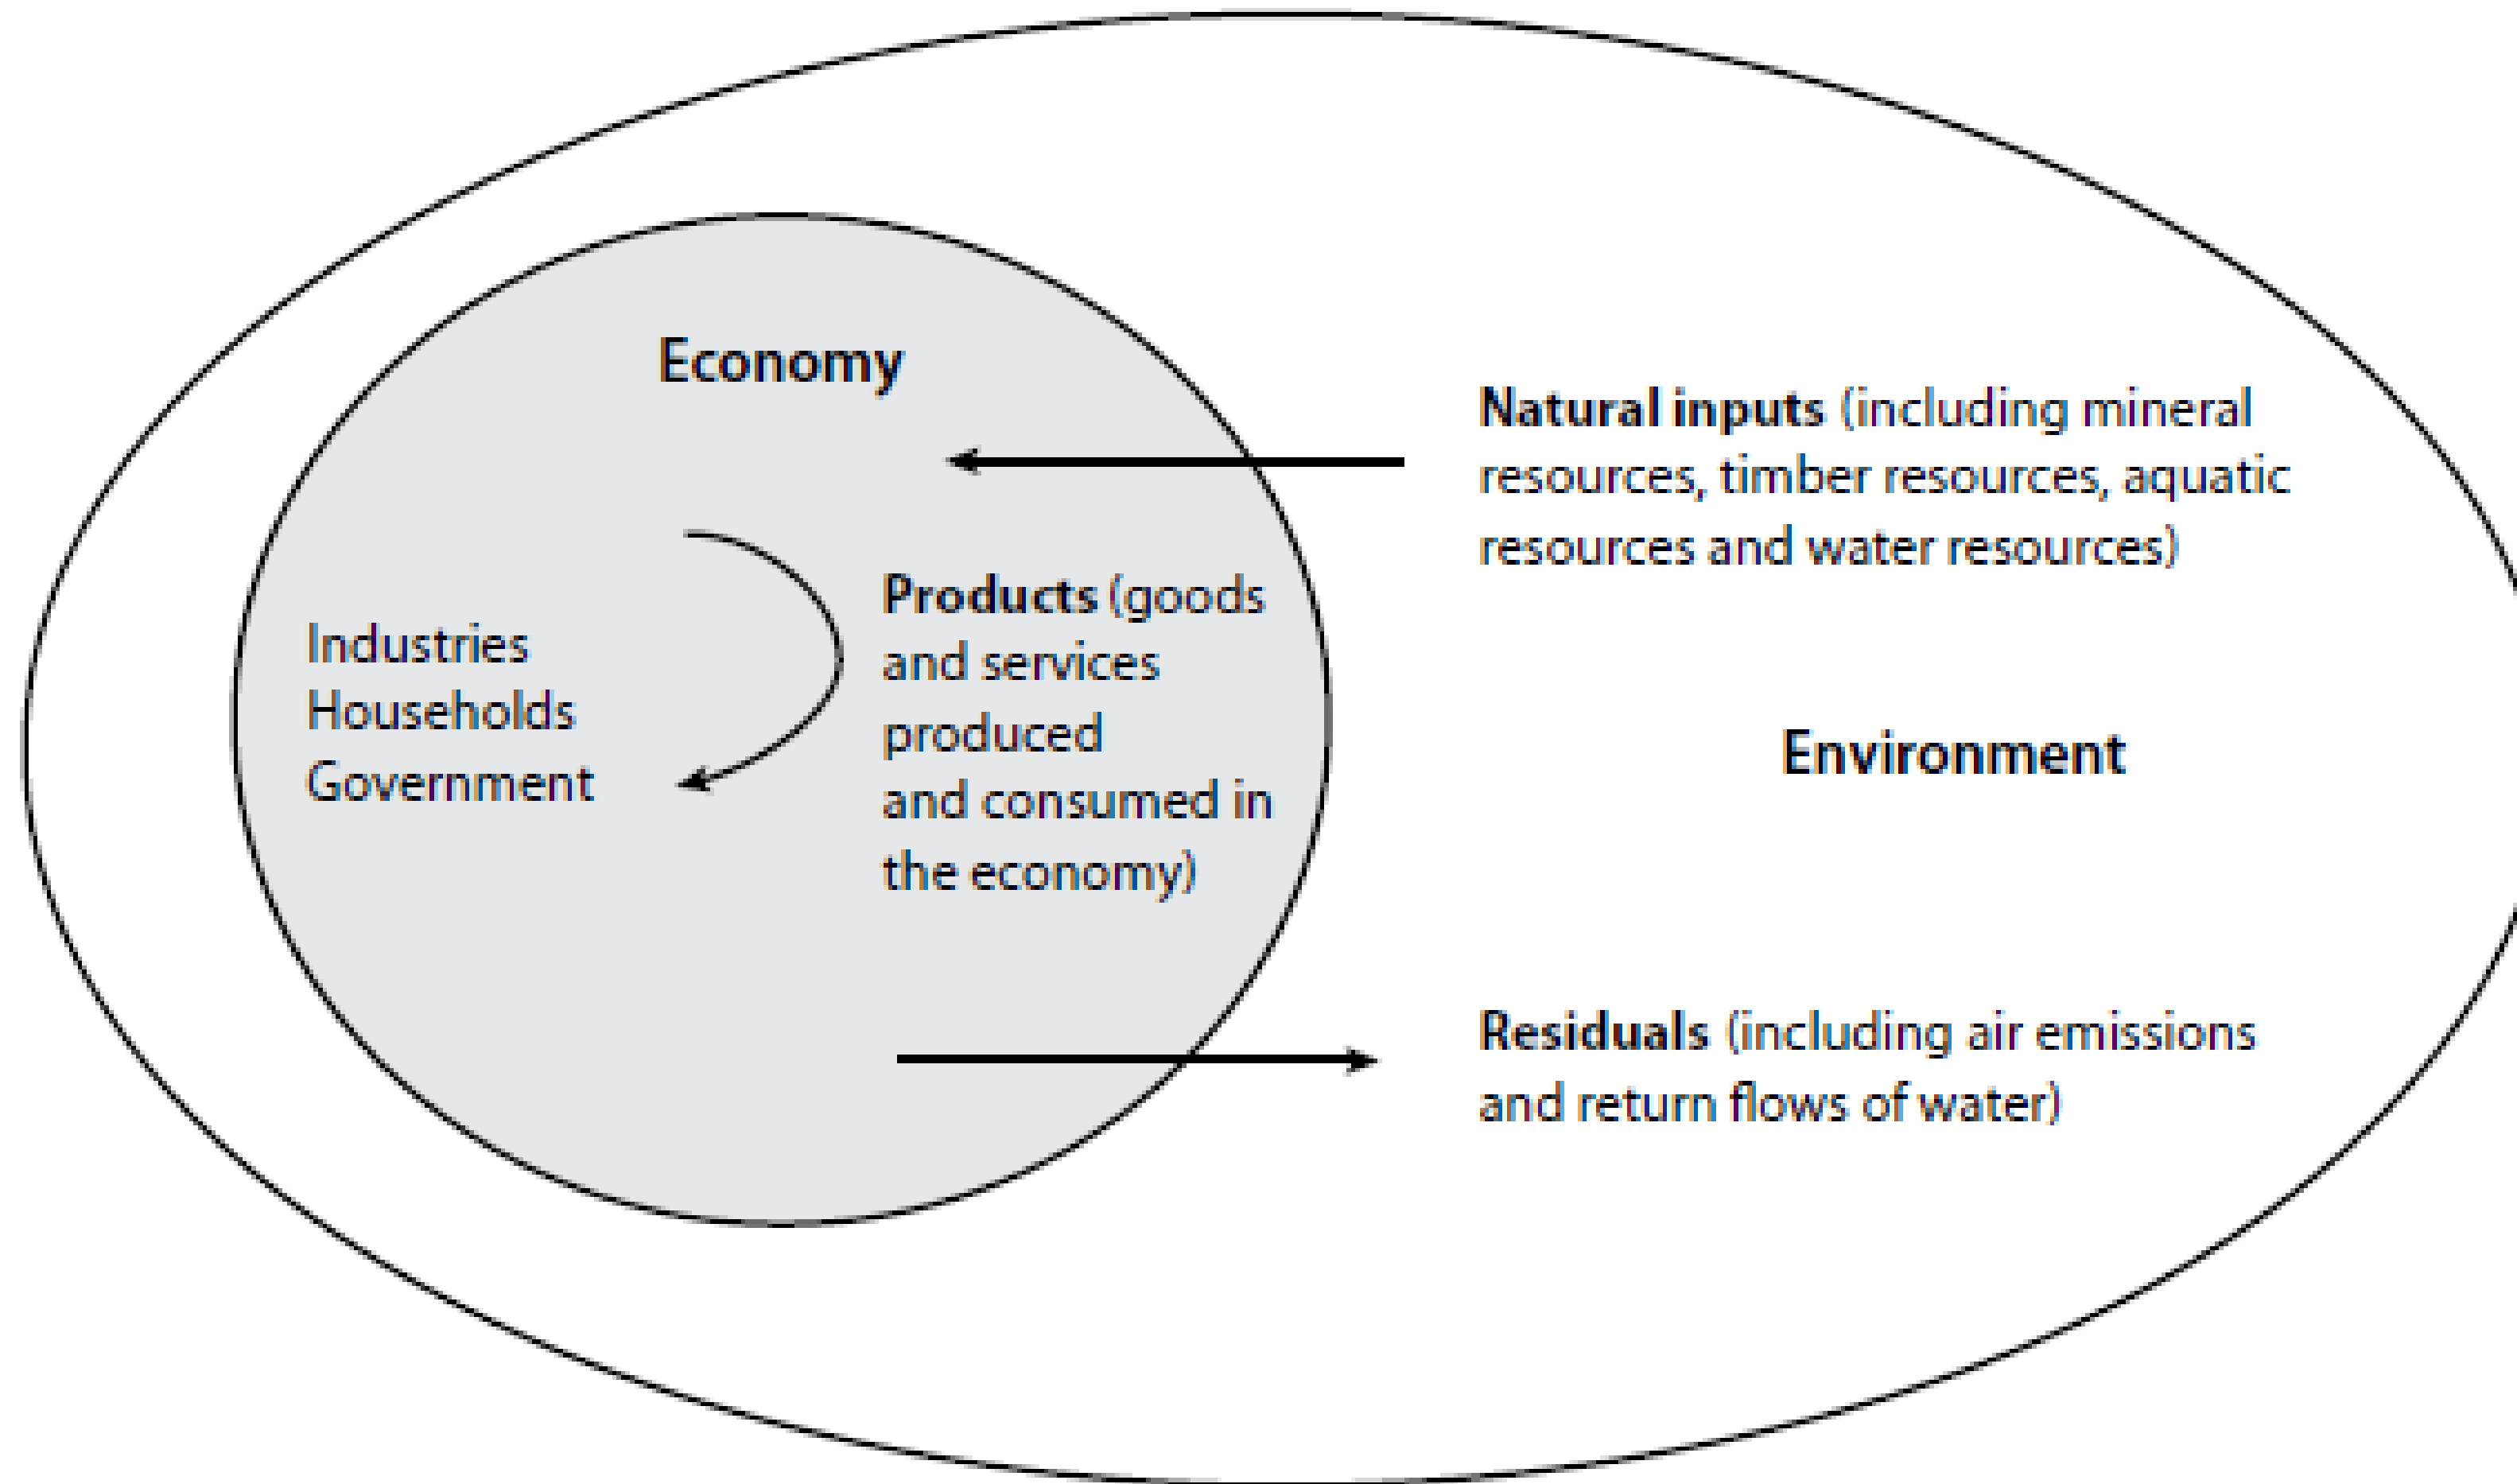 Economy
Natural inputs (including mineral
resources, timber resources, aquatic
resources and water resources)
Industries
Households
Government
Products (goods
and services
produced
and consumed in
the economy)
Environment
Residuals (including air emissions
and return flows of water)